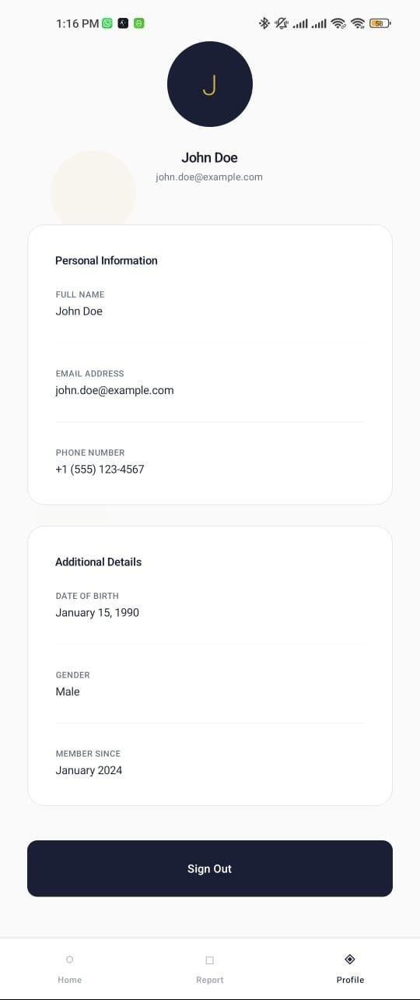 1:16 PM
58
J
John Doe
john.doe@example.com
Personal Information
FULL NAME
John Doe
EMAIL ADDRESS
john.doe@example.com
PHONE NUMBER
+1 (555) 123-4567
Additional Details
DATE OF BIRTH
January 15, 1990
GENDER
Male
MEMBER SINCE
January 2024
Sign Out
Home
Report
Profile